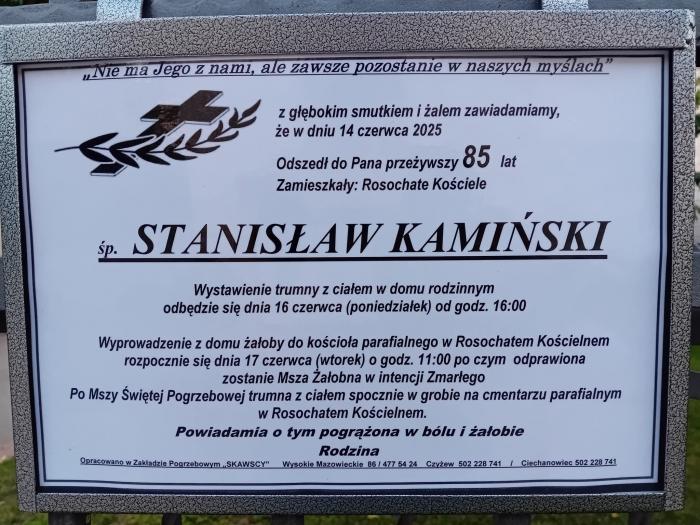 „Nie ma Jego z nami, ale zawsze pozostanie w naszych myślach”
z głębokim smutkiem i żalem zawiadamiamy,
że w dniu 14 czerwca 2025
Odszedł do Pana przeżywszy 85 lat
Zamieszkały: Rosochate Kościele
śp. STANISŁAW KAMIŃSKI
Wystawienie trumny z ciałem w domu rodzinnym
odbędzie się dnia 16 czerwca (poniedziałek) od godz. 16:00
Wyprowadzenie z domu żałoby do kościoła parafialnego w Rosochatem Kościelnem
rozpocznie się dnia 17 czerwca (wtorek) o godz. 11:00 po czym odprawiona
zostanie Msza Żałobna w intencji Zmarłego
Po Mszy Świętej Pogrzebowej trumna z ciałem spocznie w grobie na cmentarzu parafialnym
w Rosochatem Kościelnem.
Powiadamia o tym pogrążona w bólu i żałobie
Rodzina
Opracowano w Zakładzie Pogrzebowym „SKAWSCY” Wysokie Mazowieckie 86 / 477 54 24 Czyżew 502 228 741 / Ciechanowiec 502 228 741